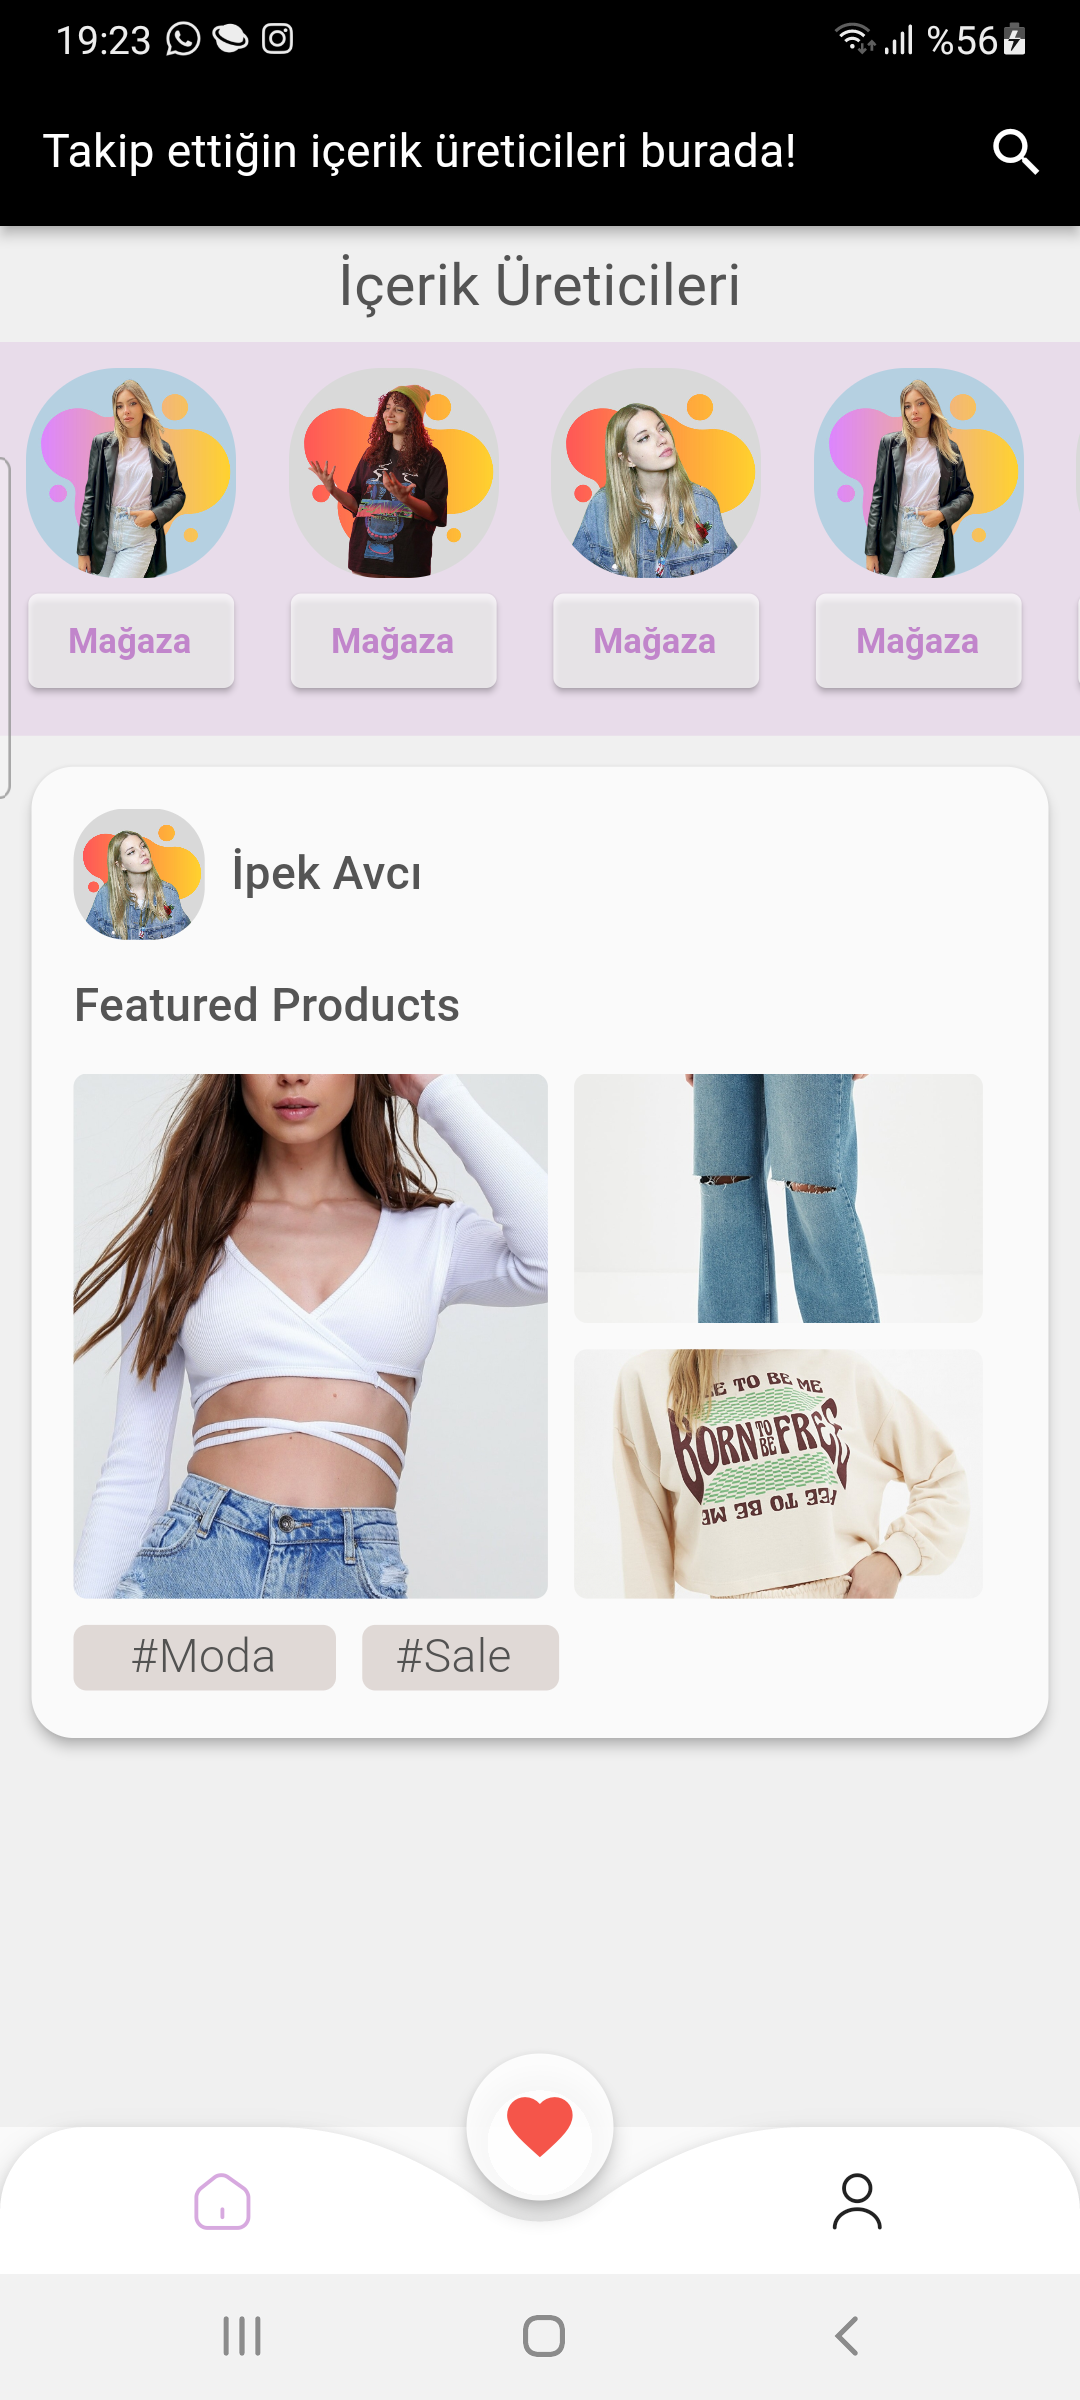 19:23 %56
Takip ettiğin içerik üreticileri burada!
İçerik Üreticileri
Mağaza Mağaza Mağaza Mağaza
İpek Avcı
Featured Products
TO BE ME
BORN TO BE FREE
TO BE ME
#Moda #Sale